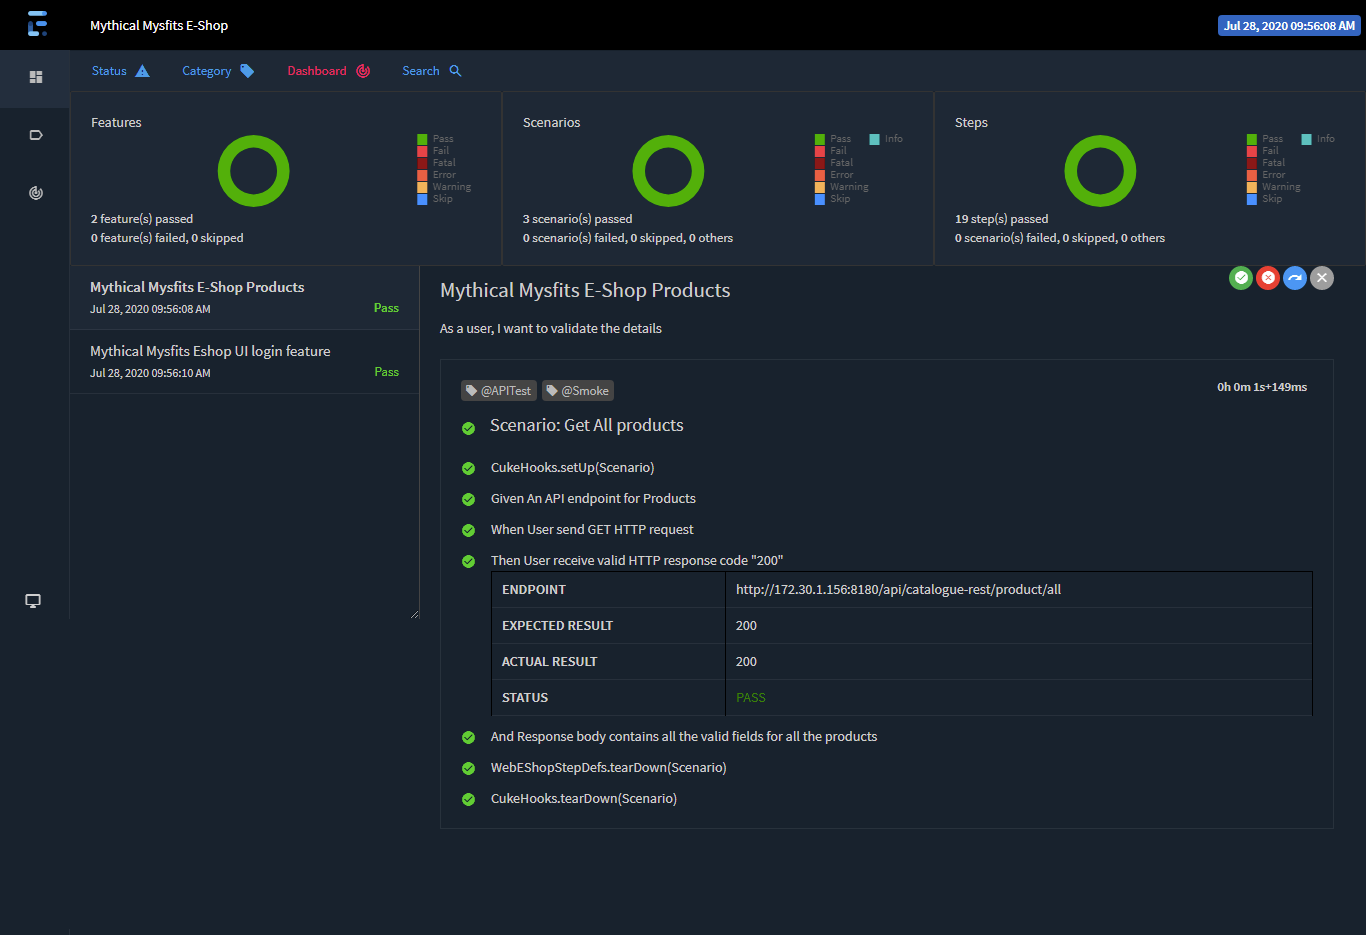 Mythical Mysfits E-Shop
Jul 28, 2020 09:56:08 AM
Status
Category
Dashboard
Search
Features
Pass
Fail
Fatal
Error
Warning
Skip
2 feature(s) passed
0 feature(s) failed, 0 skipped
Scenarios
Pass
Info
Fail
Fatal
Error
Warning
Skip
3 scenario(s) passed
0 scenario(s) failed, 0 skipped, 0 others
Steps
Pass
Info
Fail
Fatal
Error
Warning
Skip
19 step(s) passed
0 scenario(s) failed, 0 skipped, 0 others
Mythical Mysfits E-Shop Products
Jul 28, 2020 09:56:08 AM
Pass
Mythical Mysfits Eshop UI login feature
Jul 28, 2020 09:56:10 AM
Pass
Mythical Mysfits E-Shop Products
As a user, I want to validate the details
@APITest
@Smoke
0h 0m 1s+149ms
Scenario: Get All products
CukeHooks.setUp(Scenario)
Given An API endpoint for Products
When User send GET HTTP request
Then User receive valid HTTP response code "200"
ENDPOINT
http://172.30.1.156:8180/api/catalogue-rest/product/all
EXPECTED RESULT
200
ACTUAL RESULT
200
STATUS
PASS
And Response body contains all the valid fields for all the products
WebEShopStepDefs.tearDown(Scenario)
CukeHooks.tearDown(Scenario)